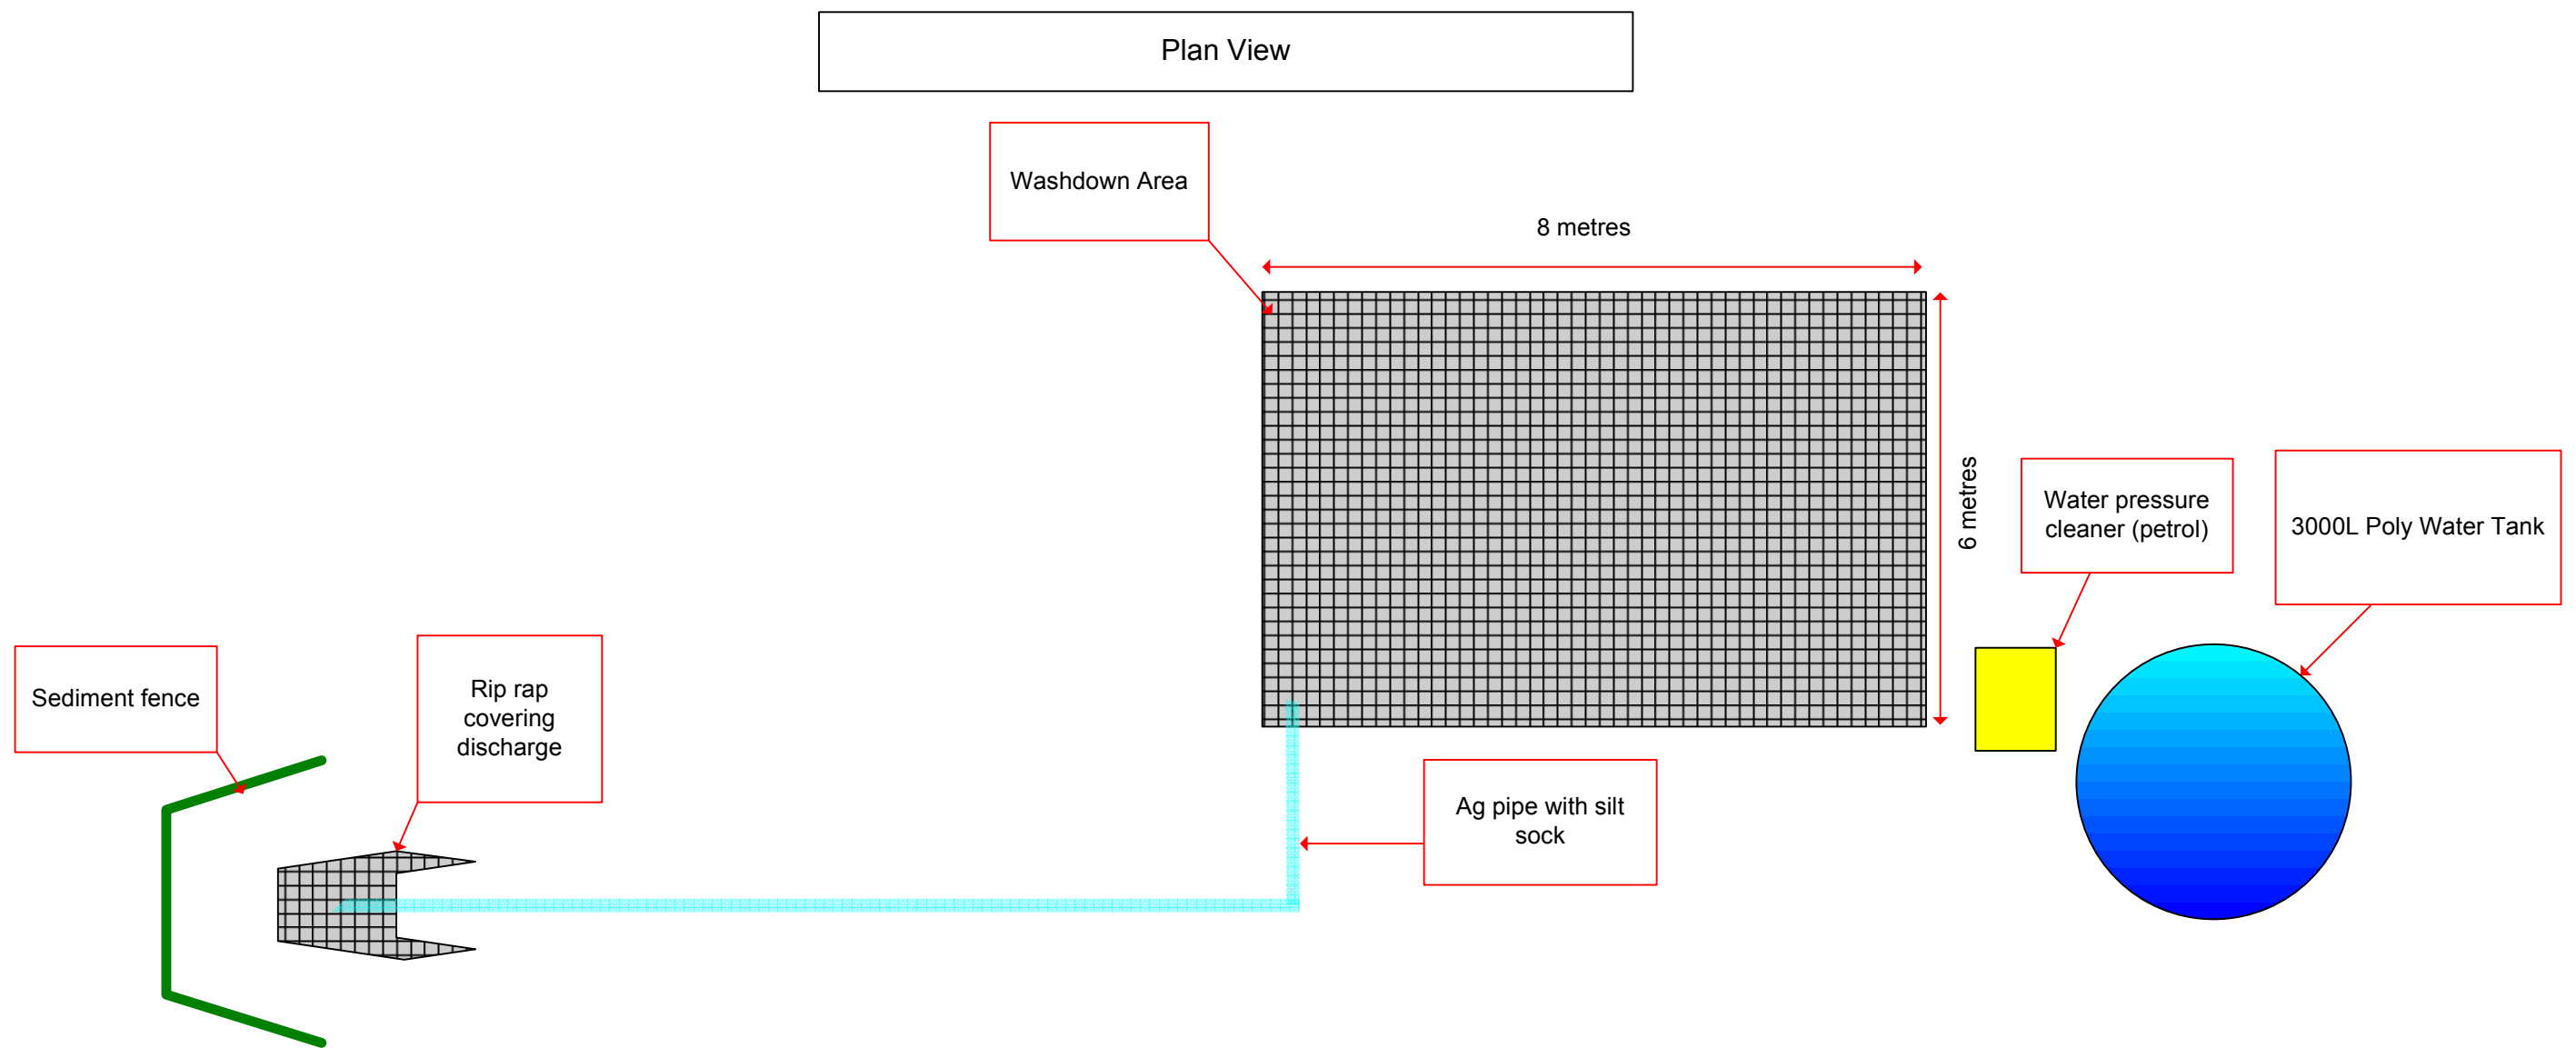 Plan View
Washdown Area
8 metres
6 metres
Water pressure
cleaner (petrol)
3000L Poly Water Tank
Sediment fence
Rip rap
covering
discharge
Ag pipe with silt
sock